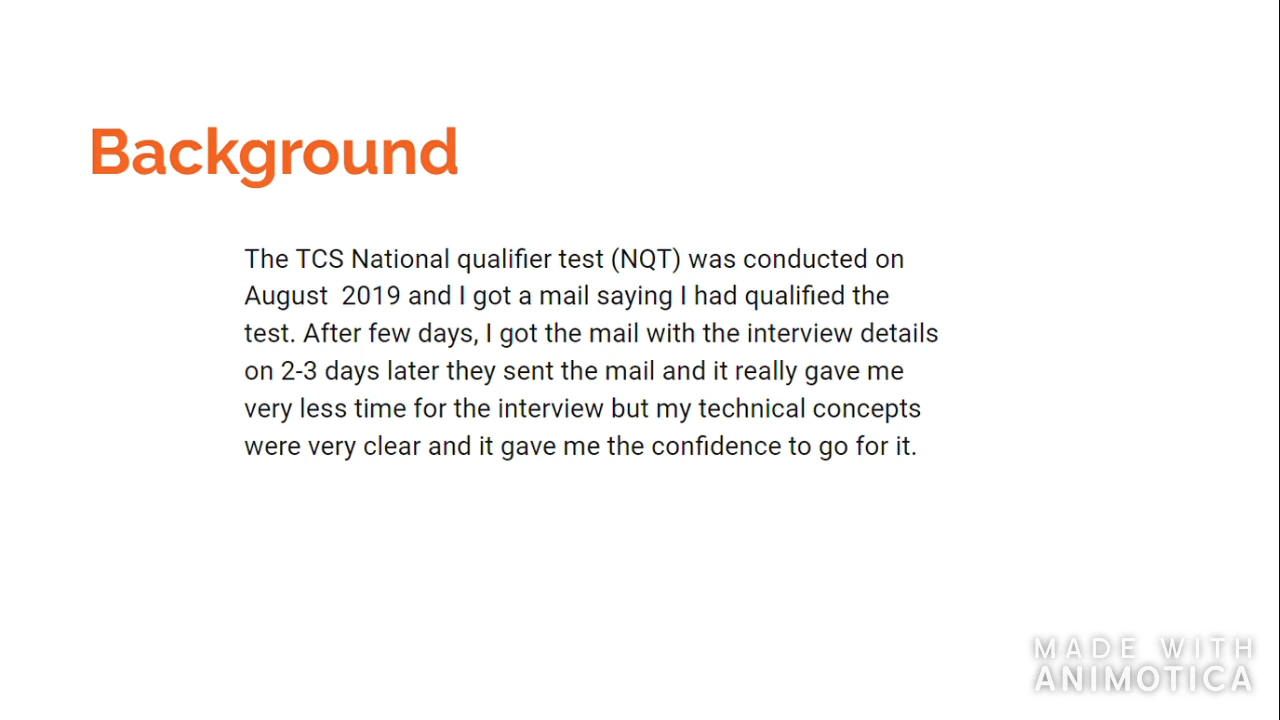 Background
The TCS National qualifier test (NQT) was conducted on
August  2019 and I got a mail saying I had qualified the
test. After few days, I got the mail with the interview details
on 2-3 days later they sent the mail and it really gave me
very less time for the interview but my technical concepts
were very clear and it gave me the confidence to go for it.
MADE WITH
ANIMOTICA